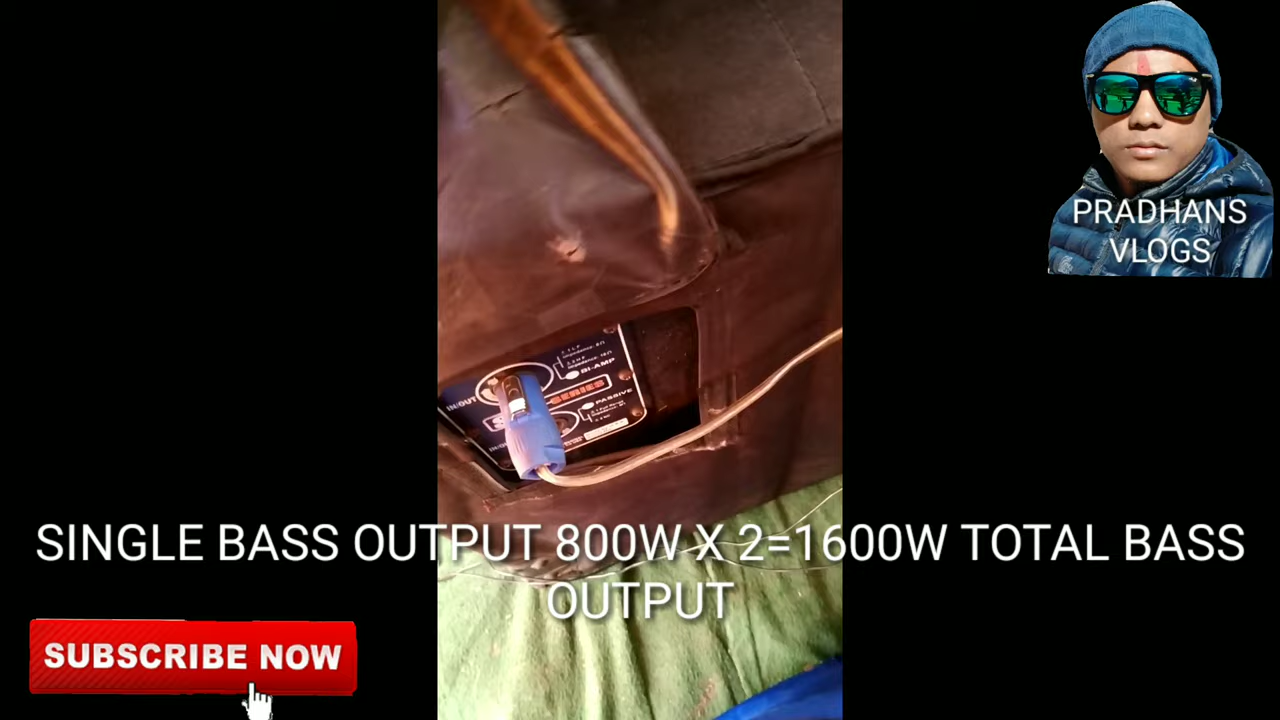 PRADHANS
VLOGS
IN/OUT
BI-AMP
SERIES
PASSIVE
SINGLE BASS OUTPUT 800W X 2=1600W TOTAL BASS
OUTPUT
SUBSCRIBE NOW